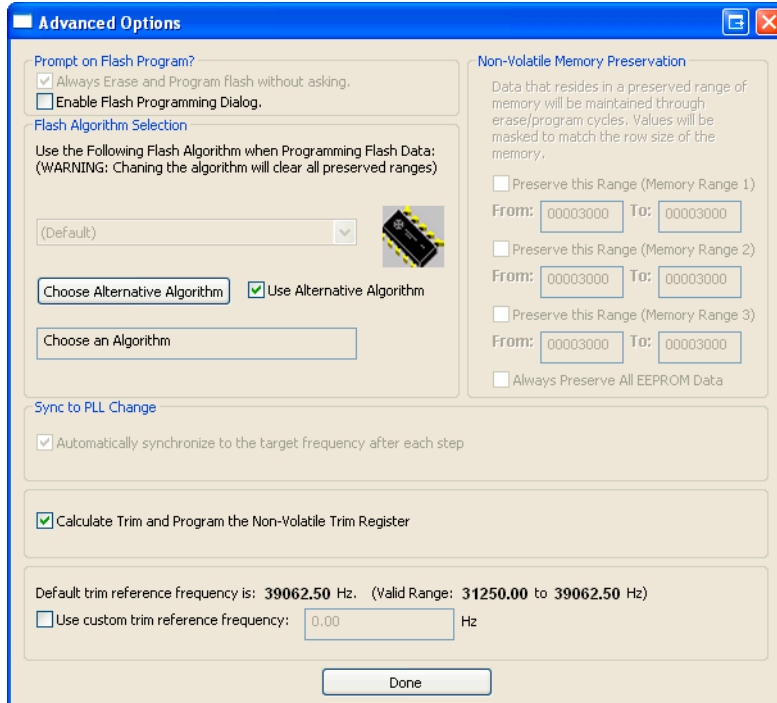 Advanced Options
Prompt on Flash Program?
Always Erase and Program flash without asking.
Enable Flash Programming Dialog.
Flash Algorithm Selection
Use the Following Flash Algorithm when Programming Flash Data:
(WARNING: Chaning the algorithm will clear all preserved ranges)
(Default)
Choose Alternative Algorithm
Use Alternative Algorithm
Choose an Algorithm
Non-Volatile Memory Preservation
Data that resides in a preserved range of
memory will be maintained through
erase/program cycles. Values will be
masked to match the row size of the
memory.
Preserve this Range (Memory Range 1)
From: 00003000 To: 00003000
Preserve this Range (Memory Range 2)
From: 00003000 To: 00003000
Preserve this Range (Memory Range 3)
From: 00003000 To: 00003000
Always Preserve All EEPROM Data
Sync to PLL Change
Automatically synchronize to the target frequency after each step
Calculate Trim and Program the Non-Volatile Trim Register
Default trim reference frequency is: 39062.50 Hz. (Valid Range: 31250.00 to 39062.50 Hz)
Use custom trim reference frequency: 0.00 Hz
Done